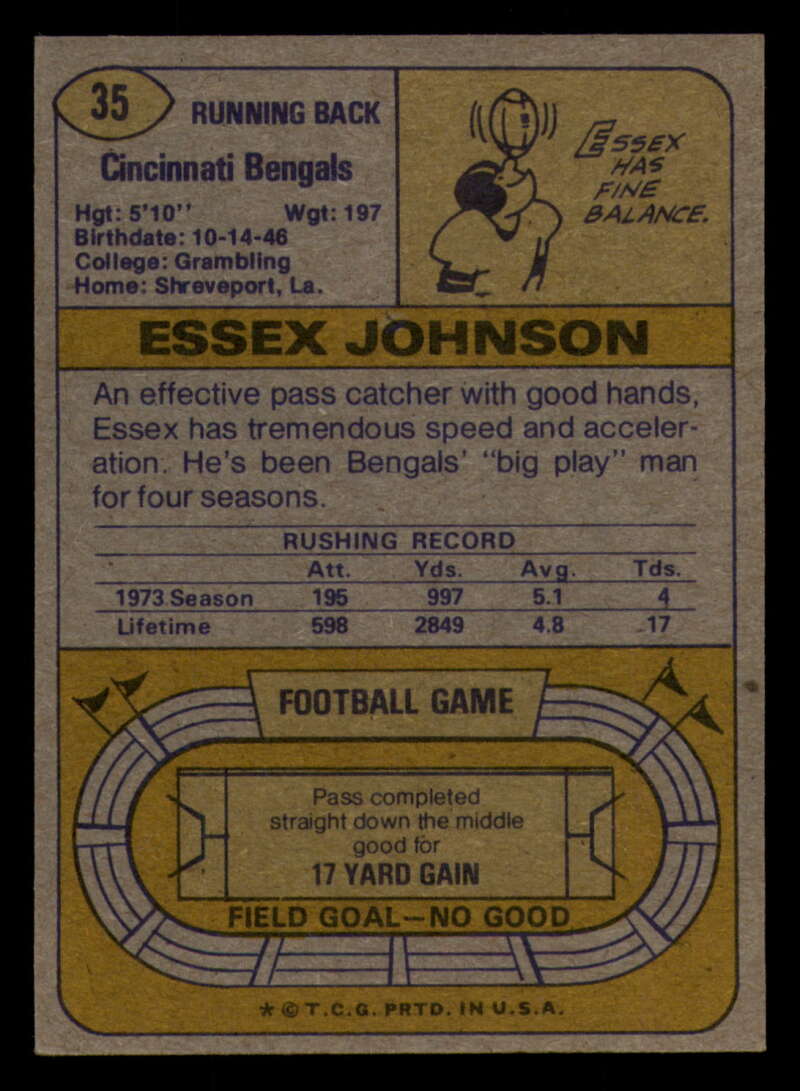 35
RUNNING BACK
Cincinnati Bengals
Hgt: 5'10'' Wgt: 197
Birthdate: 10-14-46
College: Grambling
Home: Shreveport, La.
ESSEX
HAS
FINE
BALANCE.
ESSEX JOHNSON
An effective pass catcher with good hands,
Essex has tremendous speed and acceler-
ation. He's been Bengals' "big play" man
for four seasons.
RUSHING RECORD
Att. Yds. Avg. Tds.
1973 Season 195 997 5.1 4
Lifetime 598 2849 4.8 17
FOOTBALL GAME
Pass completed
straight down the middle
good for
17 YARD GAIN
FIELD GOAL—NO GOOD
* © T.C.G. PRTD. IN U.S.A.